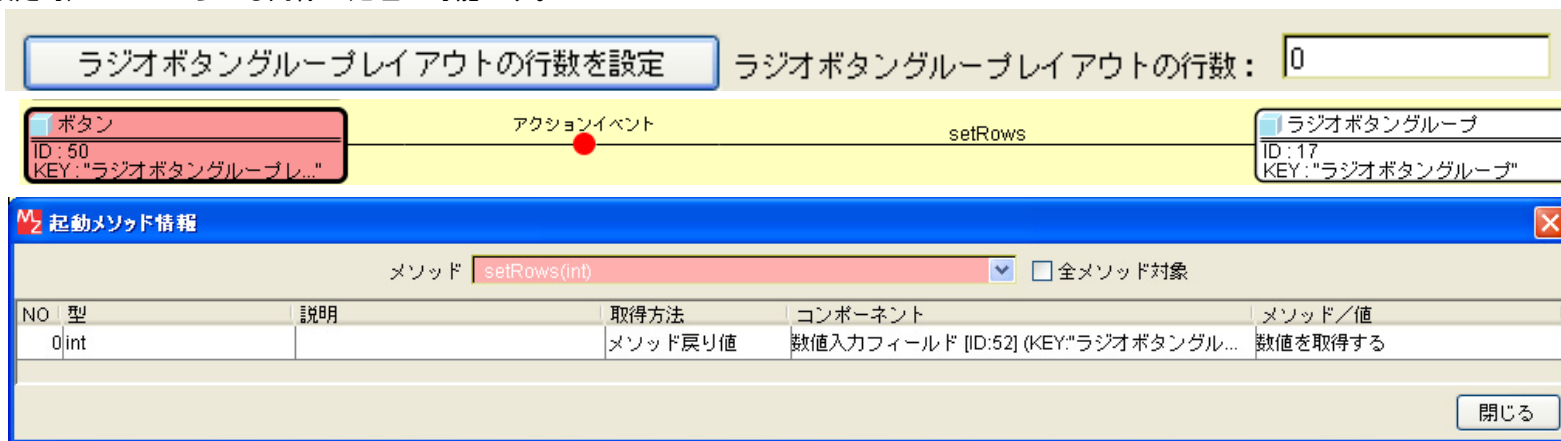 ラジオボタングループレイアウトの行数を設定 ラジオボタングループレイアウトの行数： 0
ボタン アクションイベント setRows ラジオボタングループ
ID : 50 ID : 17
KEY : "ラジオボタングループレ..." KEY : "ラジオボタングループ"
起動メソッド情報
メソッド setRows(int) 全メソッド対象
NO 型 説明 取得方法 コンポーネント メソッド／値
0 int メソッド戻り値 数値入力フィールド [ID:52] (KEY:"ラジオボタングル... 数値を取得する
閉じる